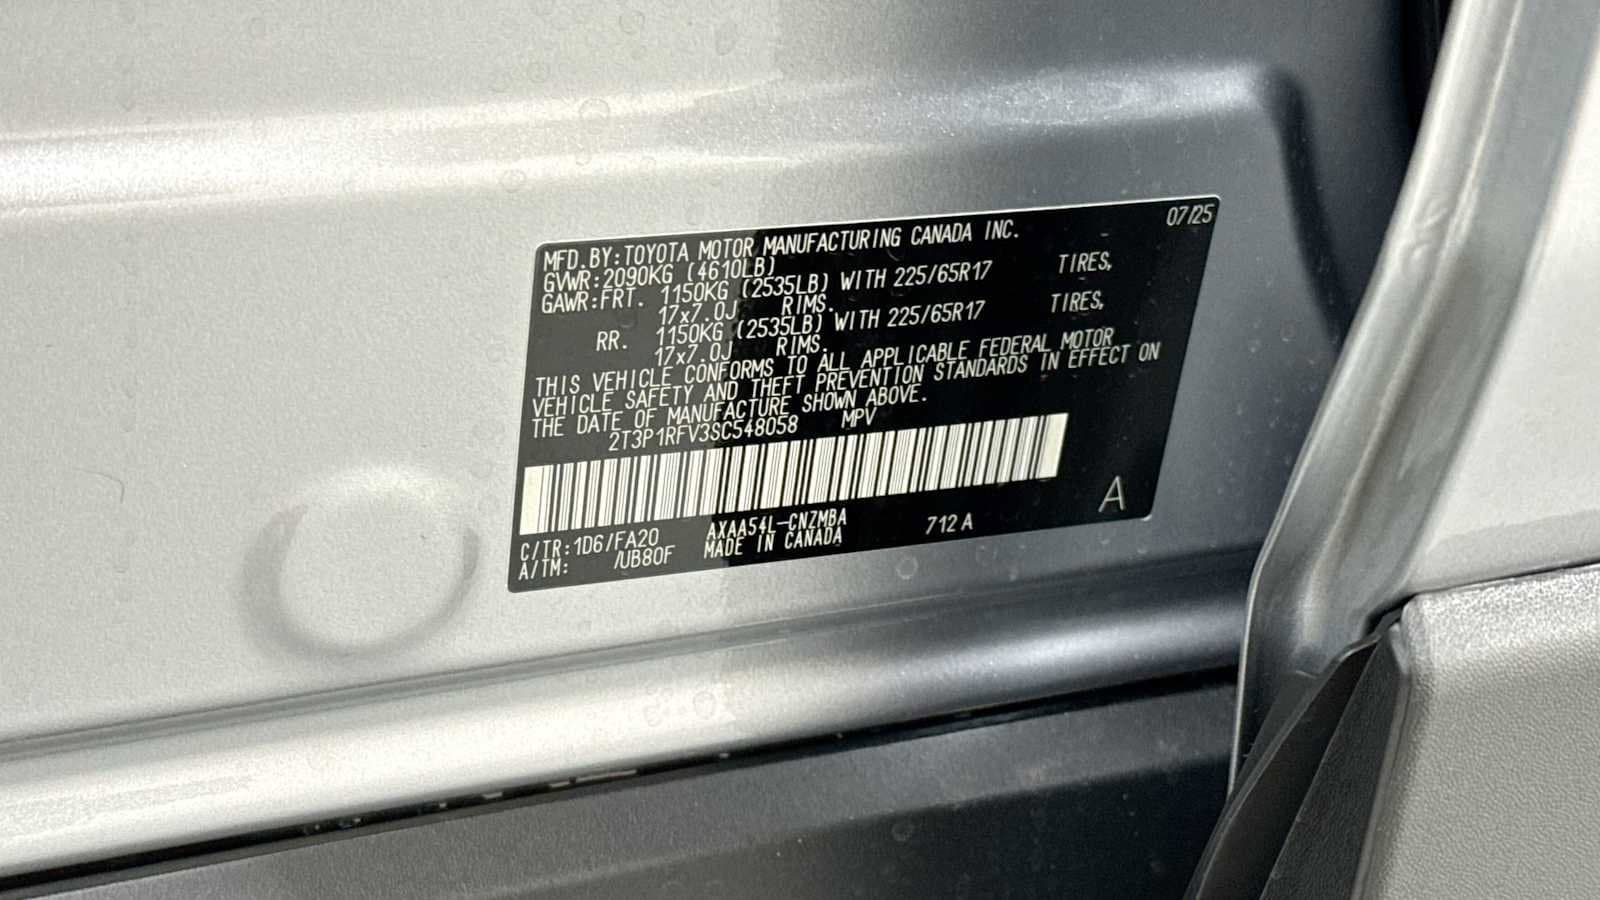 07/25
MFD.BY:TOYOTA MOTOR MANUFACTURING CANADA INC.
GVWR:2090KG (4610LB)
GAWR:FRT. 1150KG (2535LB) WITH 225/65R17 TIRES,
17x7.0J RIMS.
RR. 1150KG (2535LB) WITH 225/65R17 TIRES,
17x7.0J RIMS.
THIS VEHICLE CONFORMS TO ALL APPLICABLE FEDERAL MOTOR
VEHICLE SAFETY AND THEFT PREVENTION STANDARDS IN EFFECT ON
THE DATE OF MANUFACTURE SHOWN ABOVE.
2T3P1RFV3SC548058 MPV
A
C/TR:1D6/FA20 AXAA54L-CNZMBA 712A
A/TM: /UB80F MADE IN CANADA